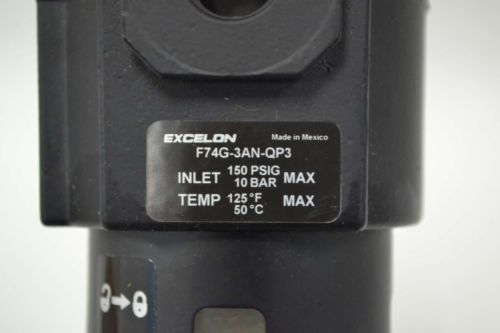 EXCELON Made in Mexico
F74G-3AN-QP3
INLET 150 PSIG 10 BAR MAX
TEMP 125°F 50°C MAX